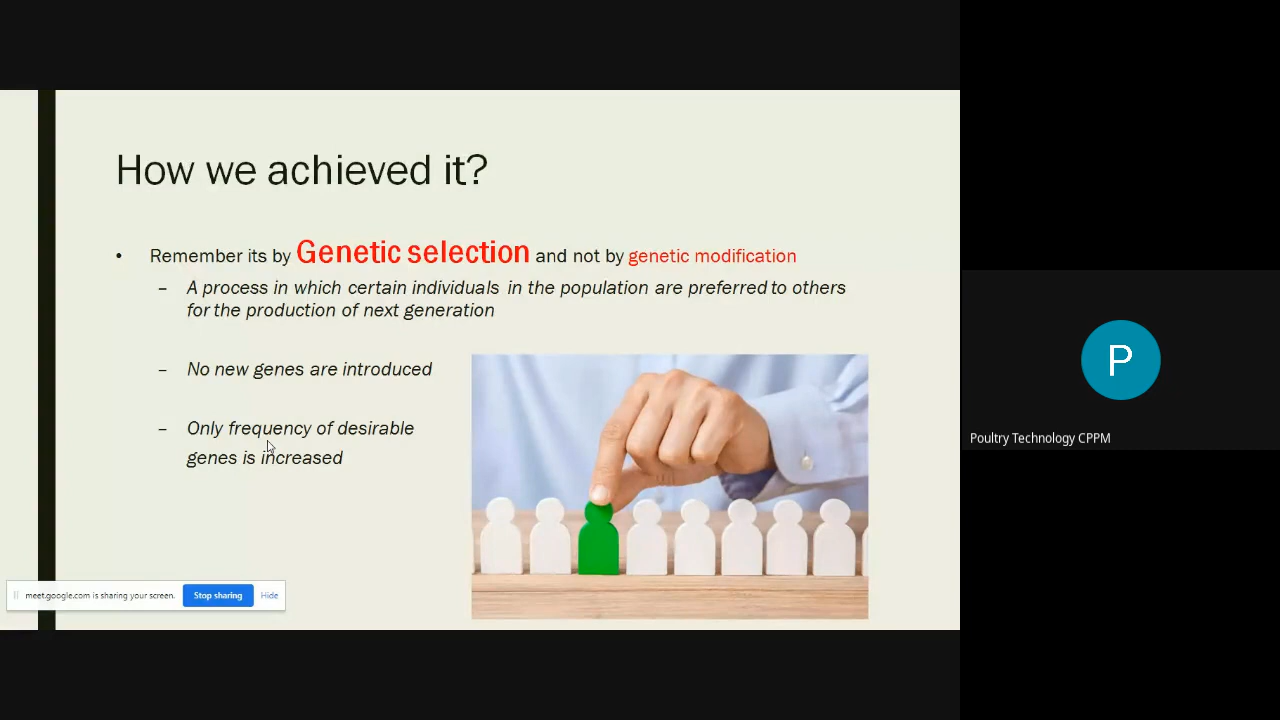 How we achieved it?
• Remember its by Genetic selection and not by genetic modification
– A process in which certain individuals in the population are preferred to others
for the production of next generation
– No new genes are introduced
– Only frequency of desirable
genes is increased
meet.google.com is sharing your screen. Stop sharing Hide
P
Poultry Technology CPPM